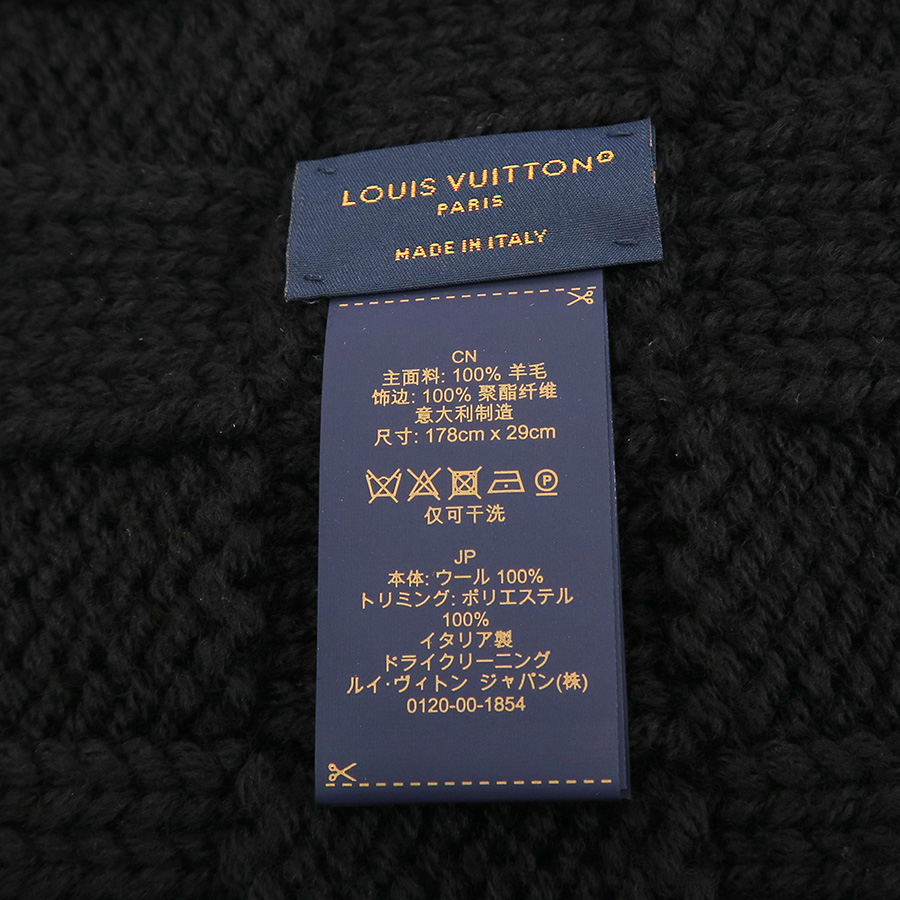 LOUIS VUITTON®
PARIS
MADE IN ITALY
CN
主面料: 100% 羊毛
饰边: 100% 聚酯纤维
意大利制造
尺寸: 178cm x 29cm
P
仅可干洗
JP
本体: ウール 100%
トリミング: ポリエステル
100%
イタリア製
ドライクリーニング
ルイ·ヴィトン ジャパン(株)
0120-00-1854